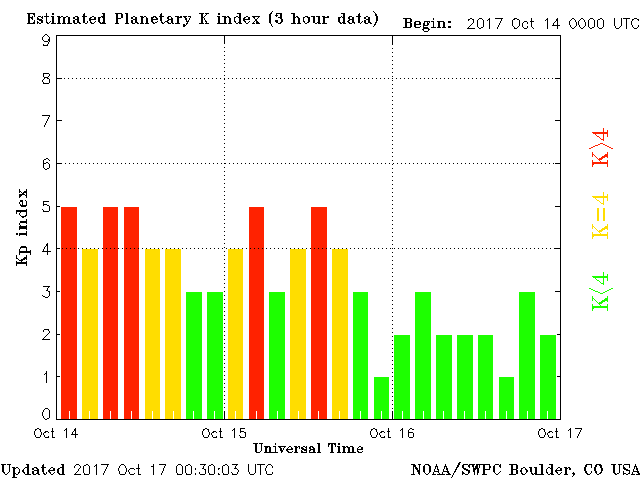 Estimated Planetary K index (3 hour data)
Begin: 2017 Oct 14 0000 UTC
9
8
7
6
5
4
3
2
1
0
Kp index
K>4
K=4
K<4
Oct 14
Oct 15
Oct 16
Oct 17
Universal Time
Updated 2017 Oct 17 00:30:03 UTC
NOAA/SWPC Boulder, CO USA